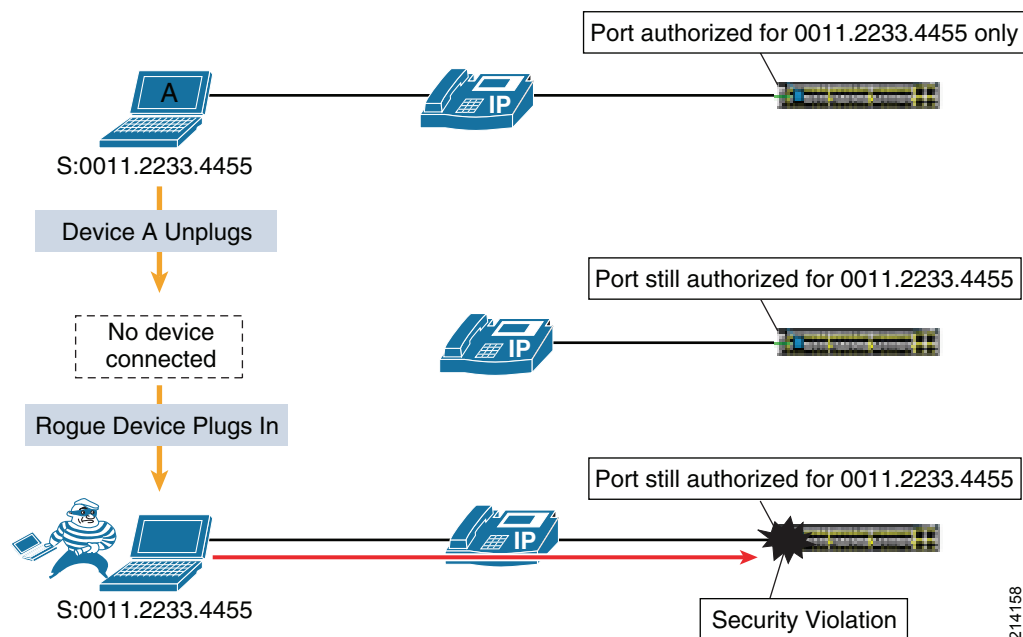 Port authorized for 0011.2233.4455 only
A
IP
S:0011.2233.4455
Device A Unplugs
Port still authorized for 0011.2233.4455
No device
connected
IP
Rogue Device Plugs In
Port still authorized for 0011.2233.4455
IP
S:0011.2233.4455
Security Violation
214158